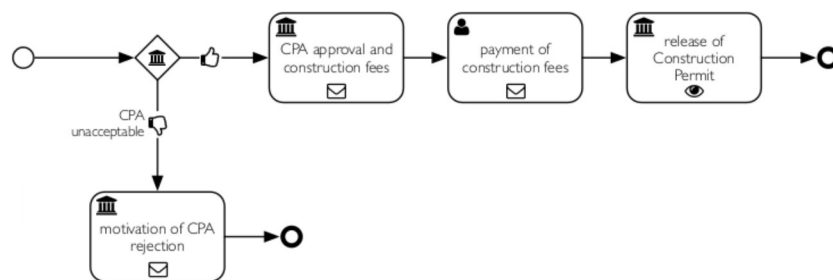 CPA approval and
construction fees
payment of
construction fees
release of
Construction
Permit
CPA
unacceptable
motivation of CPA
rejection